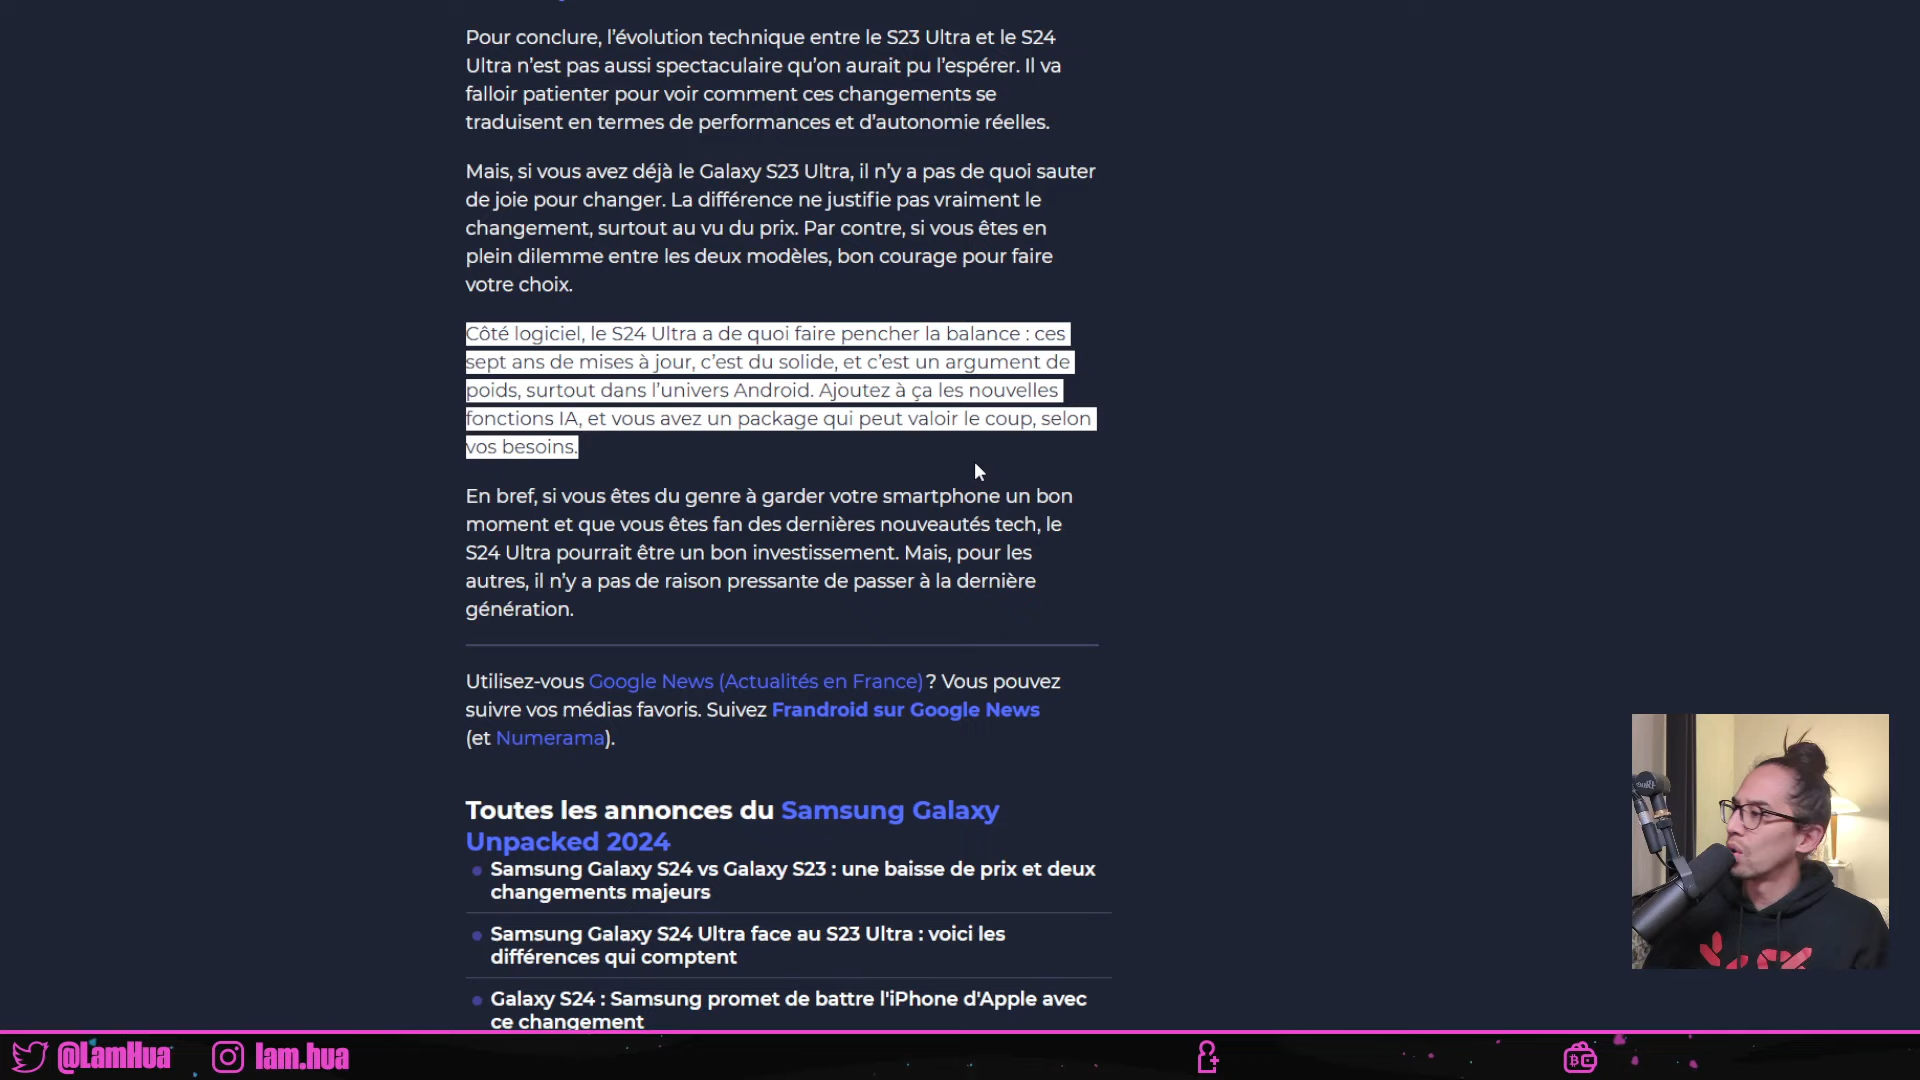 Pour conclure, l’évolution technique entre le S23 Ultra et le S24
Ultra n’est pas aussi spectaculaire qu’on aurait pu l’espérer. Il va
falloir patienter pour voir comment ces changements se
traduisent en termes de performances et d’autonomie réelles.
Mais, si vous avez déjà le Galaxy S23 Ultra, il n’y a pas de quoi sauter
de joie pour changer. La différence ne justifie pas vraiment le
changement, surtout au vu du prix. Par contre, si vous êtes en
plein dilemme entre les deux modèles, bon courage pour faire
votre choix.
Côté logiciel, le S24 Ultra a de quoi faire pencher la balance : ces
sept ans de mises à jour, c’est du solide, et c’est un argument de
poids, surtout dans l’univers Android. Ajoutez à ça les nouvelles
fonctions IA, et vous avez un package qui peut valoir le coup, selon
vos besoins.
En bref, si vous êtes du genre à garder votre smartphone un bon
moment et que vous êtes fan des dernières nouveautés tech, le
S24 Ultra pourrait être un bon investissement. Mais, pour les
autres, il n’y a pas de raison pressante de passer à la dernière
génération.
Utilisez-vous Google News (Actualités en France) ? Vous pouvez
suivre vos médias favoris. Suivez Frandroid sur Google News
(et Numerama).
Toutes les annonces du Samsung Galaxy
Unpacked 2024
Samsung Galaxy S24 vs Galaxy S23 : une baisse de prix et deux
changements majeurs
Samsung Galaxy S24 Ultra face au S23 Ultra : voici les
différences qui comptent
Galaxy S24 : Samsung promet de battre l'iPhone d'Apple avec
ce changement
@LamHua
lam.hua